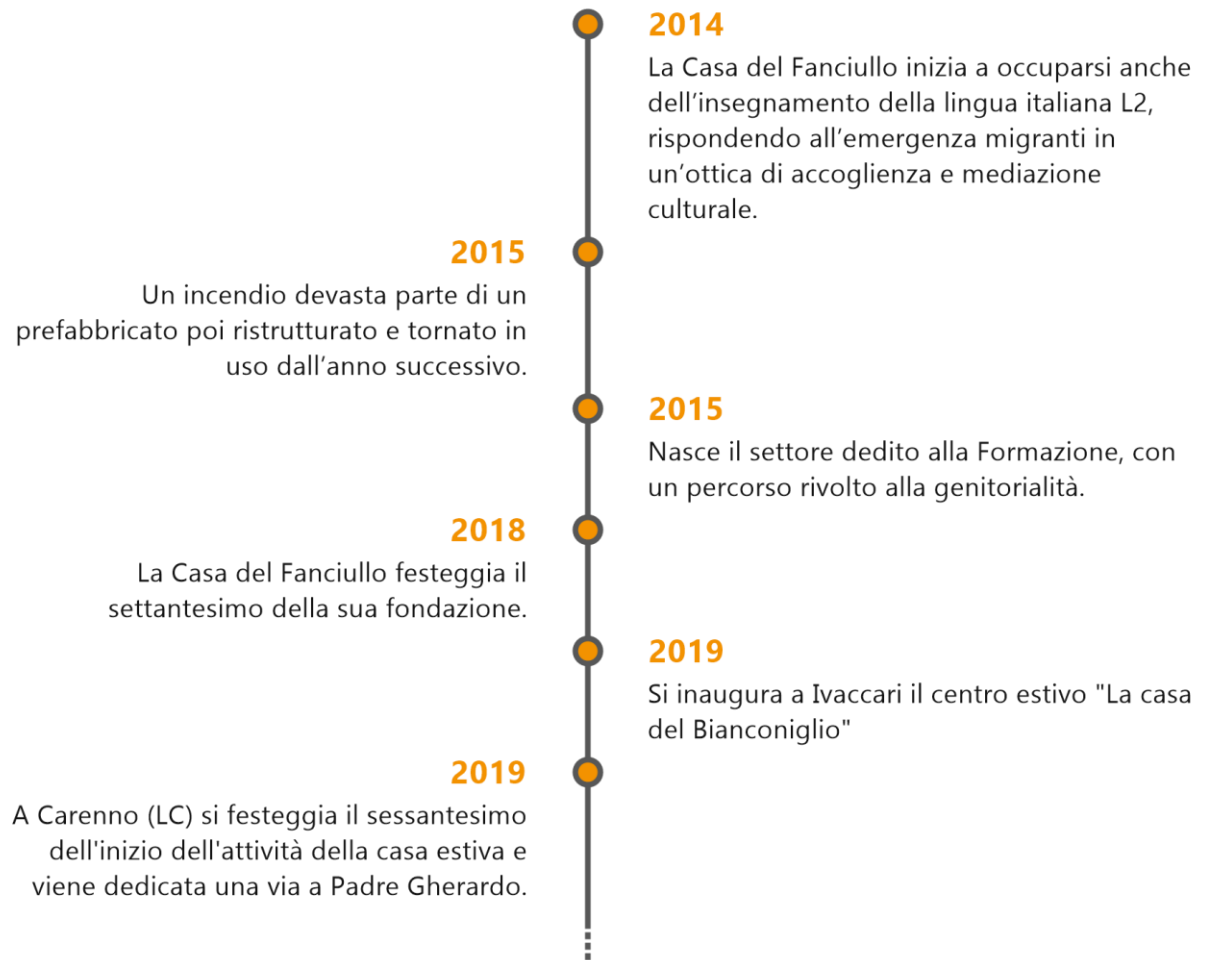 2014
La Casa del Fanciullo inizia a occuparsi anche
dell’insegnamento della lingua italiana L2,
rispondendo all’emergenza migranti in
un’ottica di accoglienza e mediazione
culturale.
2015
Un incendio devasta parte di un
prefabbricato poi ristrutturato e tornato in
uso dall’anno successivo.
2015
Nasce il settore dedito alla Formazione, con
un percorso rivolto alla genitorialità.
2018
La Casa del Fanciullo festeggia il
settantesimo della sua fondazione.
2019
Si inaugura a Ivaccari il centro estivo "La casa
del Bianconiglio"
2019
A Carenno (LC) si festeggia il sessantesimo
dell'inizio dell'attività della casa estiva e
viene dedicata una via a Padre Gherardo.